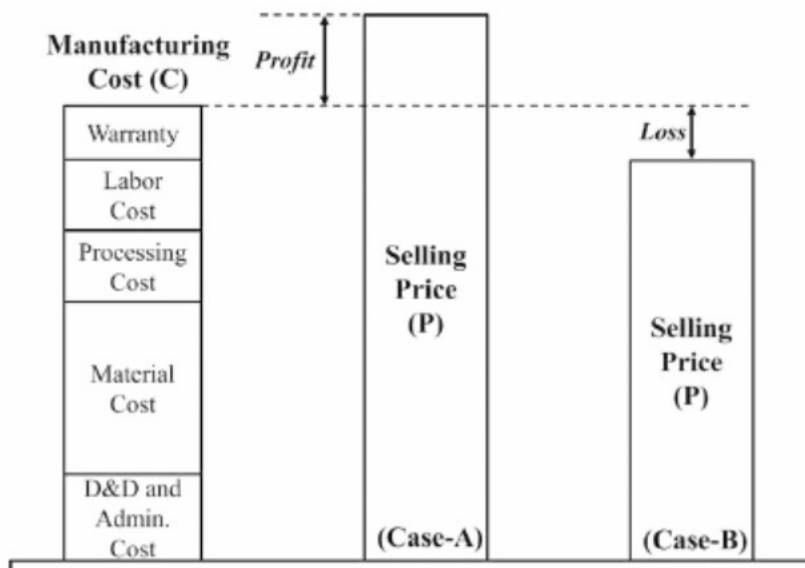 Manufacturing
Cost (C)
Profit
Warranty
Loss
Labor
Cost
Processing
Cost
Selling
Price
(P)
Selling
Price
(P)
Material
Cost
D&D and
Admin.
Cost
(Case-A)
(Case-B)